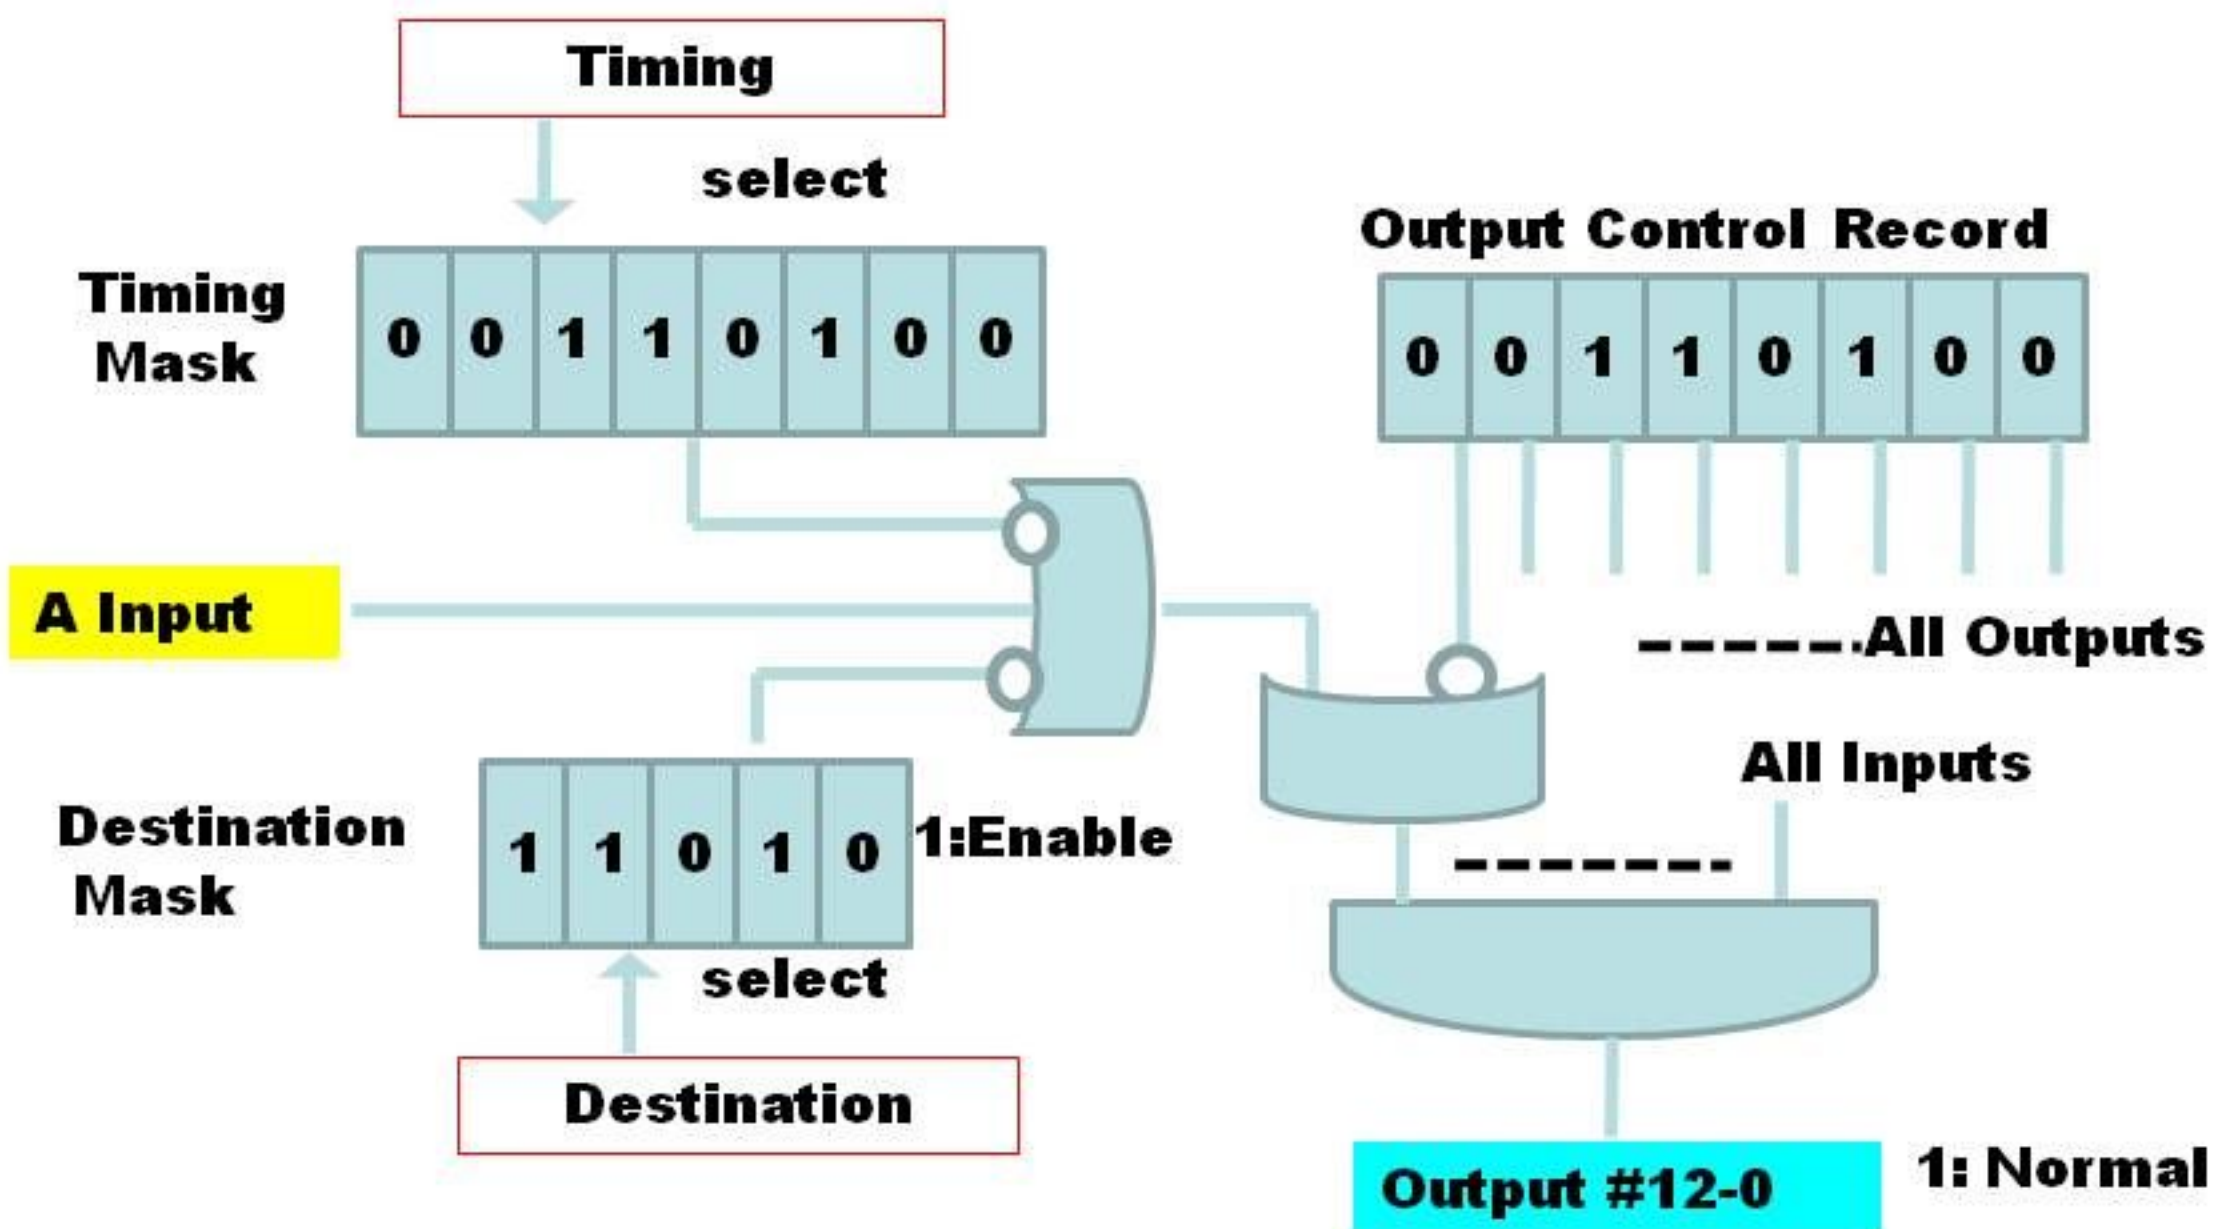 Timing
select
Output Control Record
Timing
Mask
0 0 1 1 0 1 0 0
0 0 1 1 0 1 0 0
A Input
All Outputs
All Inputs
Destination
Mask
1 1 0 1 0
1:Enable
select
Destination
Output #12-0
1: Normal